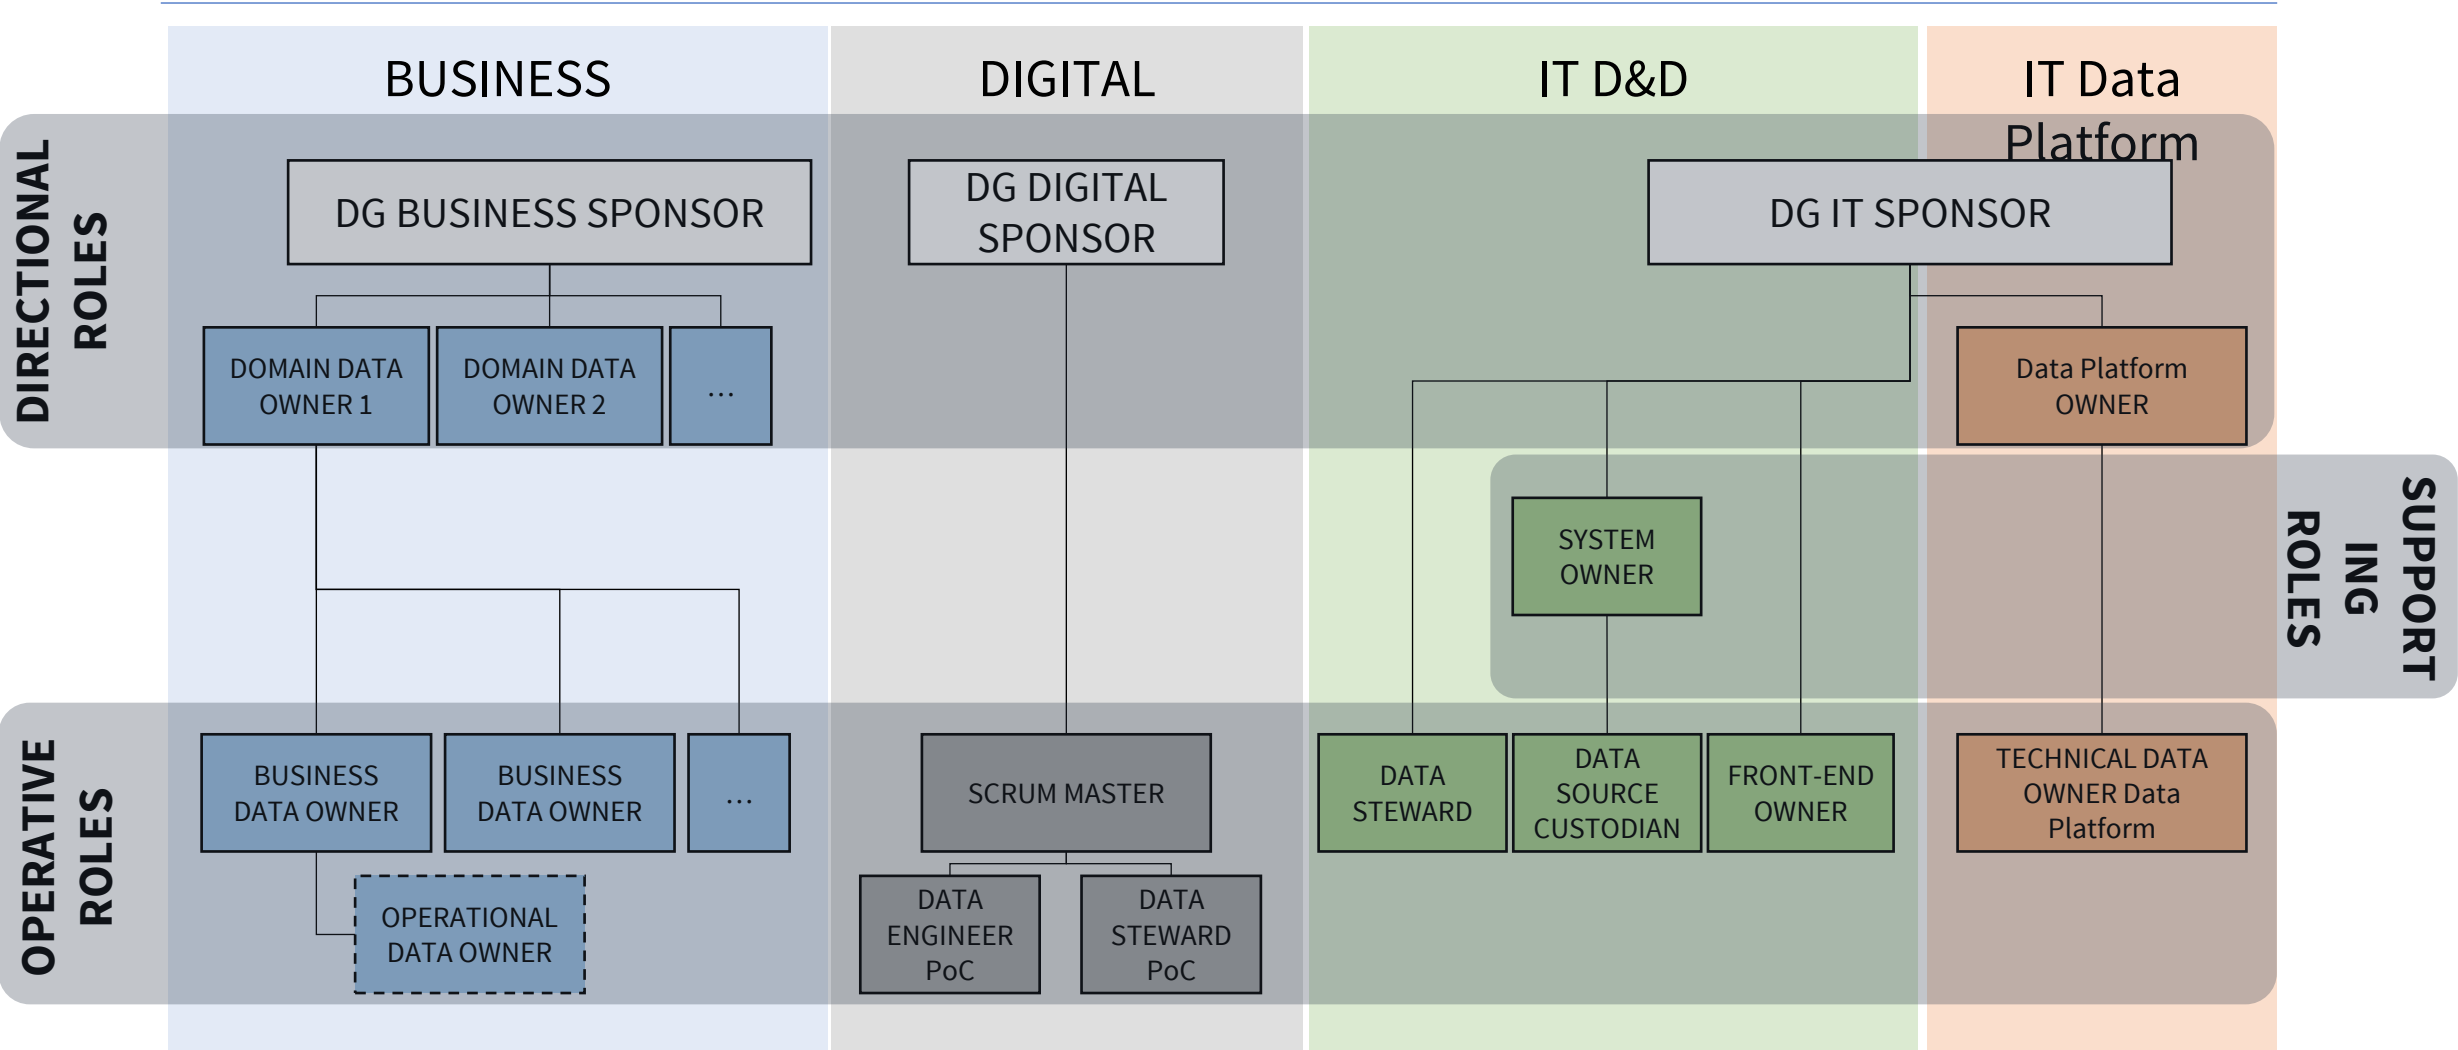 BUSINESS
DIGITAL
IT D&D
IT Data
Platform
DIRECTIONAL
ROLES
DG BUSINESS SPONSOR
DG DIGITAL
SPONSOR
DG IT SPONSOR
DOMAIN DATA
OWNER 1
DOMAIN DATA
OWNER 2
...
Data Platform
OWNER
SUPPORT
ING
ROLES
SYSTEM
OWNER
OPERATIVE
ROLES
BUSINESS
DATA OWNER
BUSINESS
DATA OWNER
...
SCRUM MASTER
DATA
STEWARD
DATA
SOURCE
CUSTODIAN
FRONT-END
OWNER
TECHNICAL DATA
OWNER Data
Platform
OPERATIONAL
DATA OWNER
DATA
ENGINEER
PoC
DATA
STEWARD
PoC